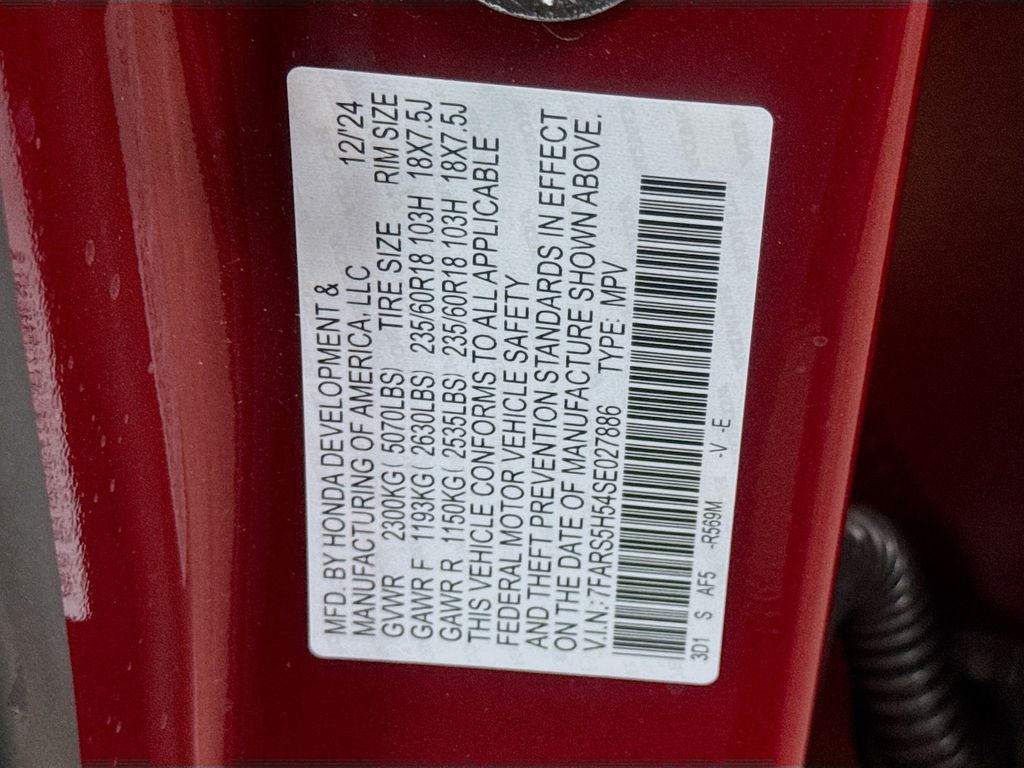 MFD. BY HONDA DEVELOPMENT & 12/'24
MANUFACTURING OF AMERICA, LLC
GVWR 2300KG ( 5070LBS) TIRE SIZE RIM SIZE
GAWR F 1193KG ( 2630LBS) 235/60R18 103H 18X7.5J
GAWR R 1150KG ( 2535LBS) 235/60R18 103H 18X7.5J
THIS VEHICLE CONFORMS TO ALL APPLICABLE
FEDERAL MOTOR VEHICLE SAFETY
AND THEFT PREVENTION STANDARDS IN EFFECT
ON THE DATE OF MANUFACTURE SHOWN ABOVE.
V.I.N.: 7FARS5H54SE027886 TYPE: MPV
3D1 S AF5 -R569M -V -E